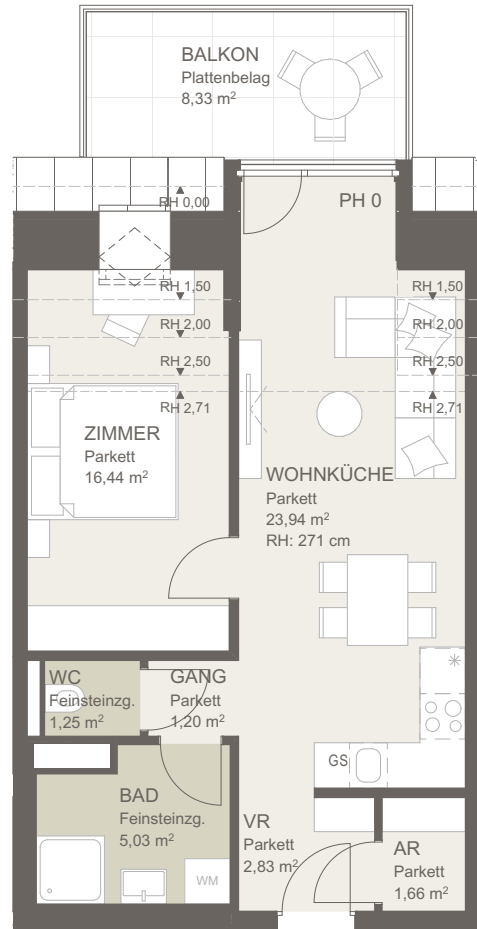 BALKON
Plattenbelag
8,33 m²
RH 0,00
PH 0
RH 1,50
RH 2,00
RH 2,50
RH 2,71
RH 1,50
RH 2,00
RH 2,50
RH 2,71
ZIMMER
Parkett
16,44 m²
WOHNKÜCHE
Parkett
23,94 m²
RH: 271 cm
WC
Feinsteinzg.
1,25 m²
GANG
Parkett
1,20 m²
GS
BAD
Feinsteinzg.
5,03 m²
WM
VR
Parkett
2,83 m²
AR
Parkett
1,66 m²